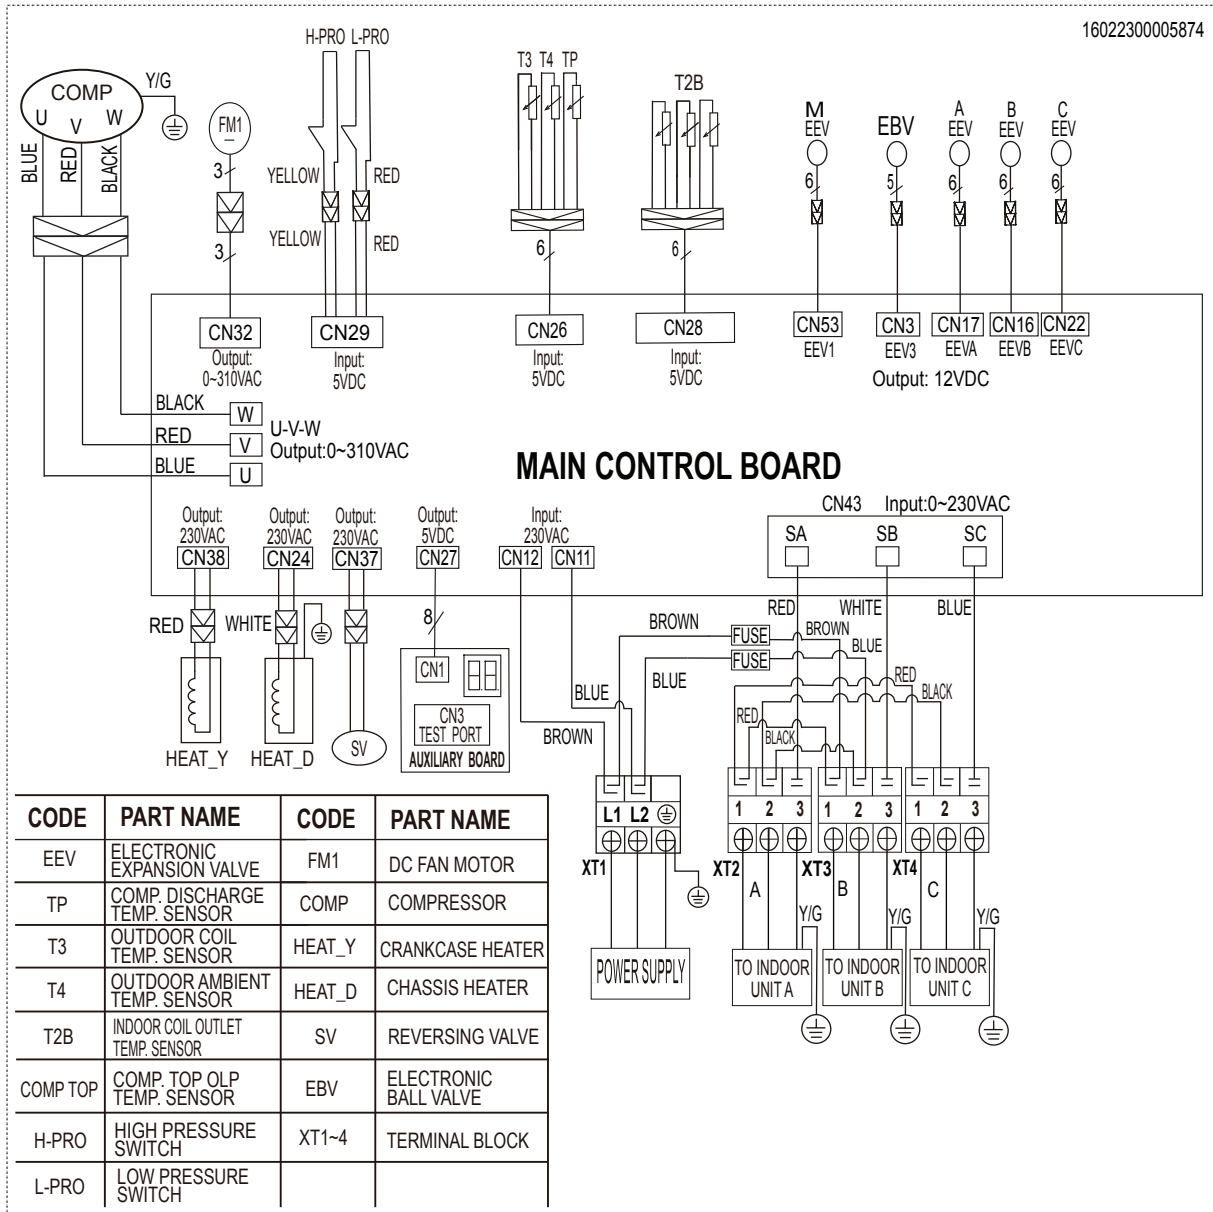 16022300005874
H-PRO L-PRO
T3 T4 TP
T2B
COMP
U V W
Y/G
BLUE
RED
BLACK
FM1
3
3
YELLOW
RED
YELLOW
RED
6
6
M
EEV
EBV
A
EEV
B
EEV
C
EEV
6 5 6 6 6
CN32
Output:
0~310VAC
CN29
Input:
5VDC
CN26
Input:
5VDC
CN28
Input:
5VDC
CN53
EEV1
CN3
EEV3
CN17
EEVA
CN16
EEVB
CN22
EEVC
Output: 12VDC
BLACK
W
RED
V
BLUE
U
U-V-W
Output:0~310VAC
MAIN CONTROL BOARD
Output:
230VAC
CN38
Output:
230VAC
CN24
Output:
230VAC
CN37
Output:
5VDC
CN27
Input:
230VAC
CN12 CN11
CN43 Input:0~230VAC
SA SB SC
RED
WHITE
HEAT_Y
HEAT_D
SV
8
CN1
CN3
TEST PORT
AUXILIARY BOARD
RED
WHITE
BLUE
BROWN
FUSE
BROWN
FUSE
BLUE
BLUE
BLUE
BROWN
RED
BLACK
RED
BLACK
L1 L2
XT1
POWER SUPPLY
1 2 3
1 2 3
1 2 3
XT2
XT3
XT4
A
B
C
Y/G
Y/G
Y/G
TO INDOOR
UNIT A
TO INDOOR
UNIT B
TO INDOOR
UNIT C
CODE PART NAME CODE PART NAME
EEV ELECTRONIC
EXPANSION VALVE FM1 DC FAN MOTOR
TP COMP. DISCHARGE
TEMP. SENSOR COMP COMPRESSOR
T3 OUTDOOR COIL
TEMP. SENSOR HEAT_Y CRANKCASE HEATER
T4 OUTDOOR AMBIENT
TEMP. SENSOR HEAT_D CHASSIS HEATER
T2B INDOOR COIL OUTLET
TEMP. SENSOR SV REVERSING VALVE
COMP TOP COMP. TOP OLP
TEMP. SENSOR EBV ELECTRONIC
BALL VALVE
H-PRO HIGH PRESSURE
SWITCH XT1~4 TERMINAL BLOCK
L-PRO LOW PRESSURE
SWITCH